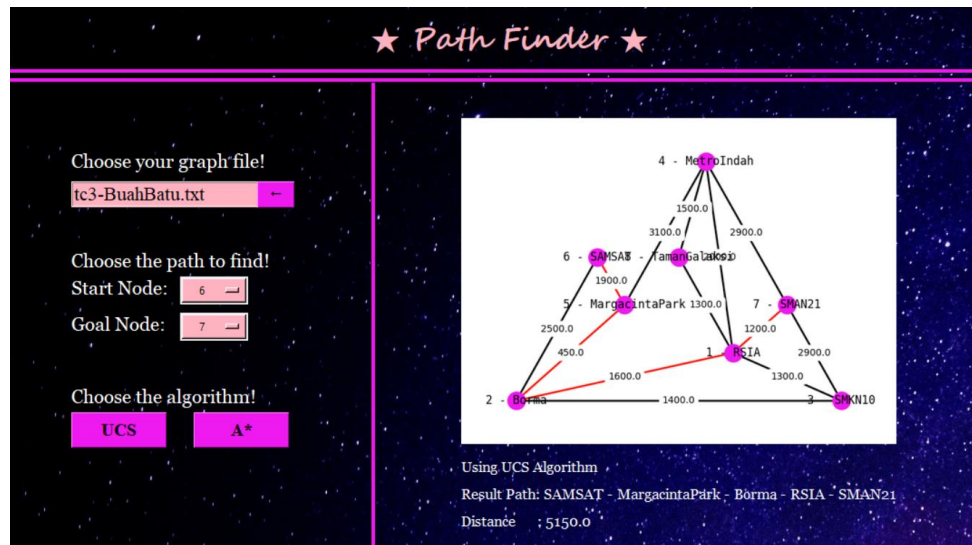 ★ Path Finder ★
Choose your graph file!
tc3-BuahBatu.txt
←
Choose the path to find!
Start Node: 6
Goal Node: 7
Choose the algorithm!
UCS
A*
4 - MetroIndah
1500.0
3100.0
2900.0
6 - SAMSAT
8 - TamanGalaksi
1900.0
5 - MargacintaPark
1300.0
7 - SMAN21
2500.0
1200.0
450.0
1 - RSIA
2900.0
1600.0
1300.0
2 - Borma
1400.0
3 - SMKN10
Using UCS Algorithm
Result Path: SAMSAT - MargacintaPark - Borma - RSIA - SMAN21
Distance : 5150.0